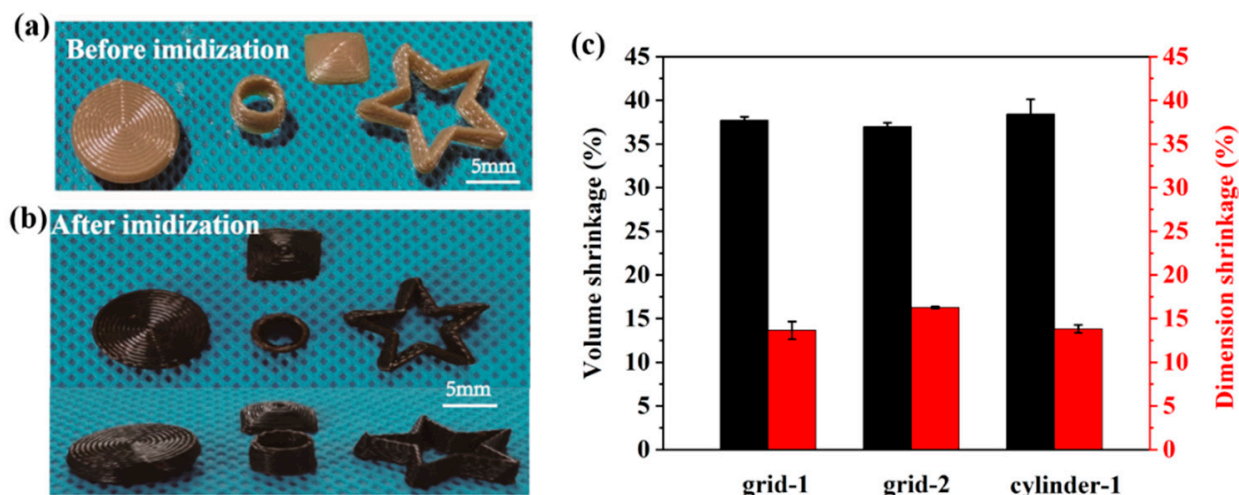 (a)
Before imidization
5mm
(b)
After imidization
5mm
(c)
Volume shrinkage (%)
45
40
35
30
25
20
15
10
5
0
45
40
35
30
25
20
15
10
5
0
Dimension shrinkage (%)
grid-1 grid-2 cylinder-1